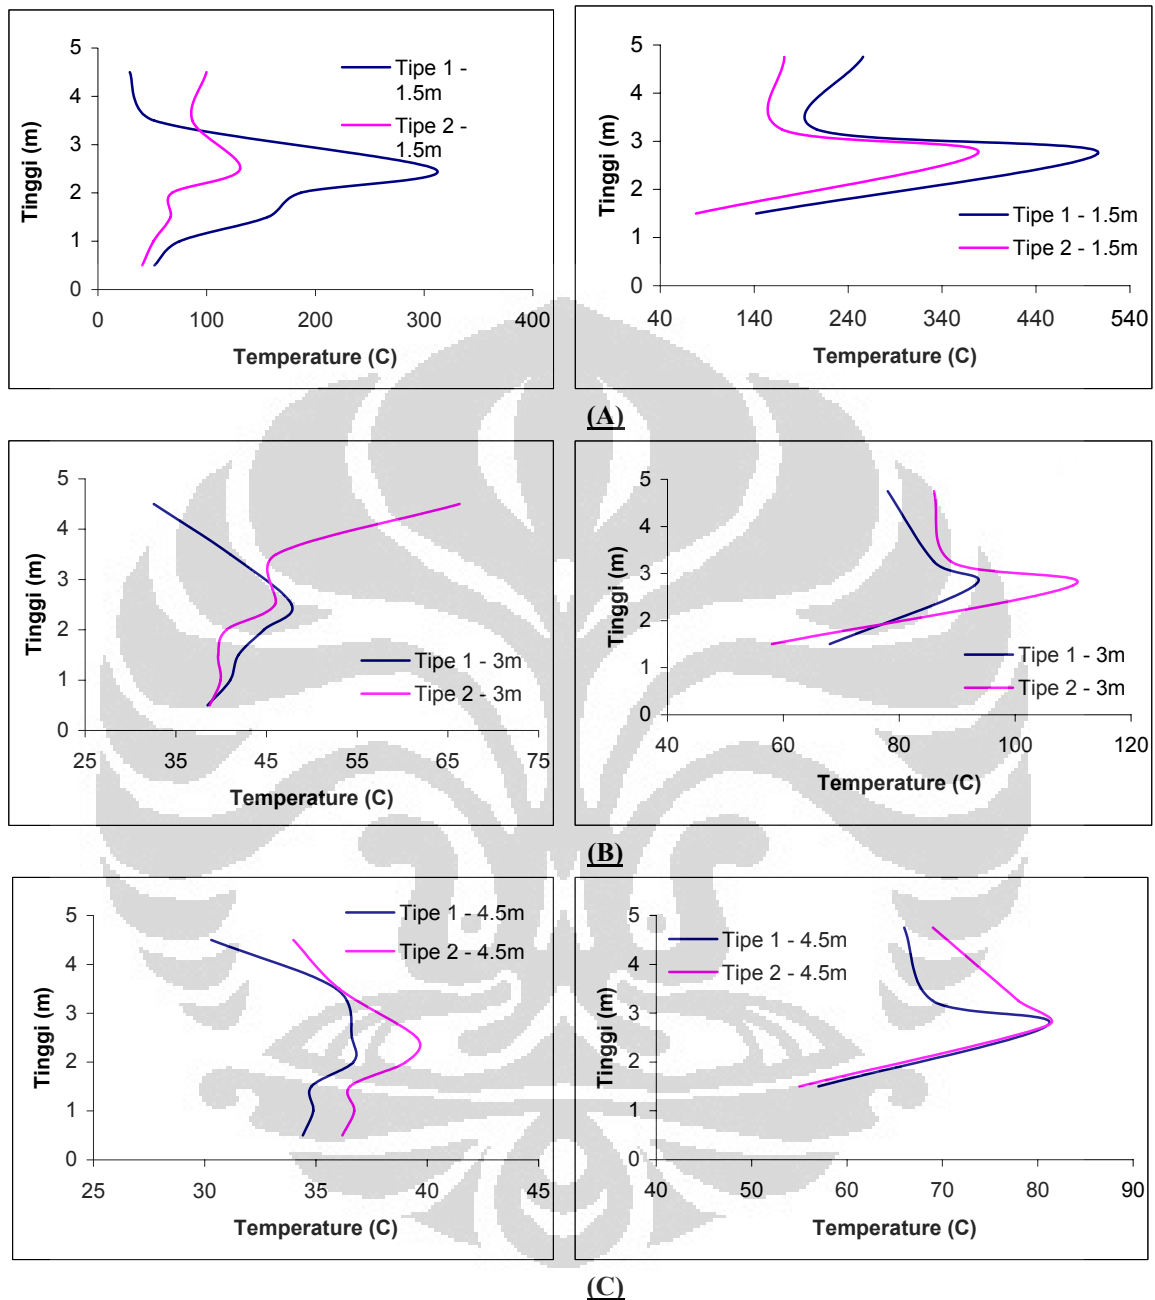 5
4
3
2
1
0
Tinggi (m)
0 100 200 300 400
Temperature (C)
Tipe 1 -
1.5m
Tipe 2 -
1.5m
5
4
3
2
1
0
Tinggi (m)
40 140 240 340 440 540
Temperature (C)
Tipe 1 - 1.5m
Tipe 2 - 1.5m
(A)
5
4
3
2
1
0
Tinggi (m)
25 35 45 55 65 75
Temperature (C)
Tipe 1 - 3m
Tipe 2 - 3m
5
4
3
2
1
0
Tinggi (m)
40 60 80 100 120
Temperature (C)
Tipe 1 - 3m
Tipe 2 - 3m
(B)
5
4
3
2
1
0
Tinggi (m)
25 30 35 40 45
Temperature (C)
Tipe 1 - 4.5m
Tipe 2 - 4.5m
5
4
3
2
1
0
Tinggi (m)
40 50 60 70 80 90
Temperature (C)
Tipe 1 - 4.5m
Tipe 2 - 4.5m
(C)